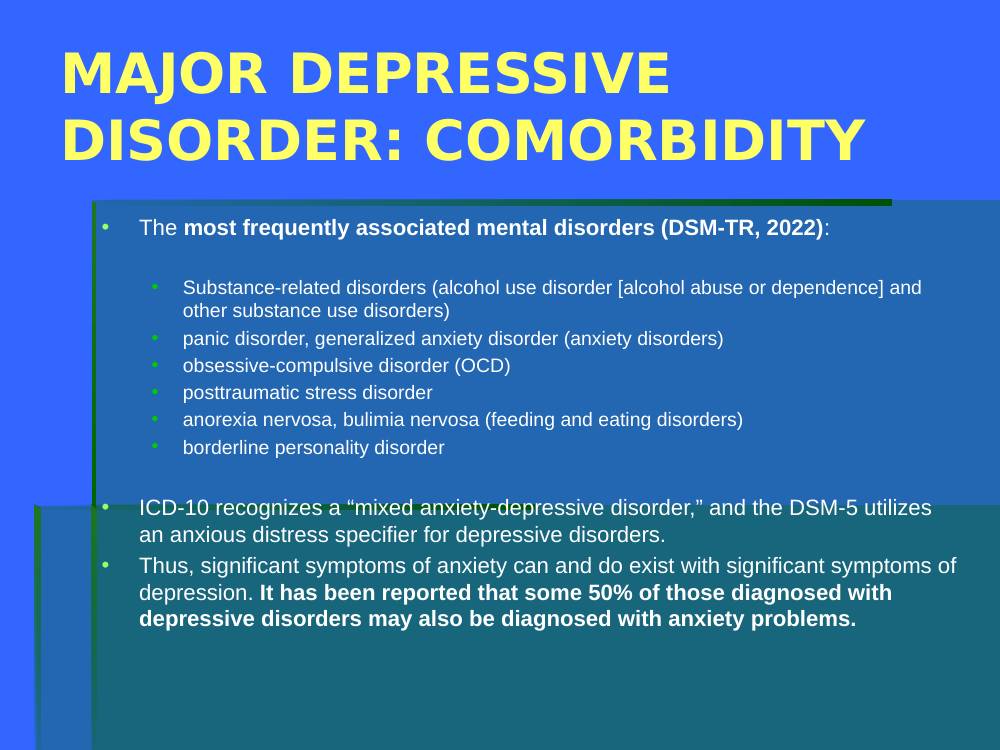 MAJOR DEPRESSIVE
DISORDER: COMORBIDITY
• The most frequently associated mental disorders (DSM-TR, 2022):
• Substance-related disorders (alcohol use disorder [alcohol abuse or dependence] and
other substance use disorders)
• panic disorder, generalized anxiety disorder (anxiety disorders)
• obsessive-compulsive disorder (OCD)
• posttraumatic stress disorder
• anorexia nervosa, bulimia nervosa (feeding and eating disorders)
• borderline personality disorder
• ICD-10 recognizes a “mixed anxiety-depressive disorder,” and the DSM-5 utilizes
an anxious distress specifier for depressive disorders.
• Thus, significant symptoms of anxiety can and do exist with significant symptoms of
depression. It has been reported that some 50% of those diagnosed with
depressive disorders may also be diagnosed with anxiety problems.